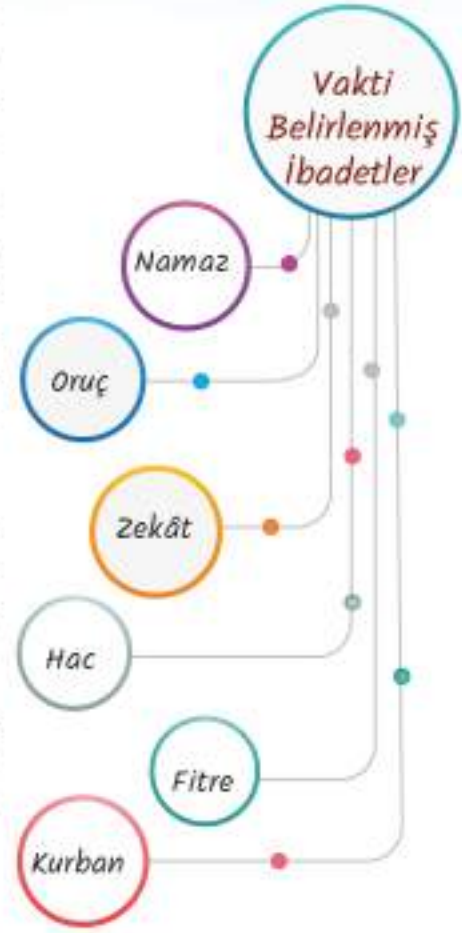 Vakti
Belirlenmiş
İbadetler
Namaz
Oruç
Zekât
Hac
Fitre
Kurban